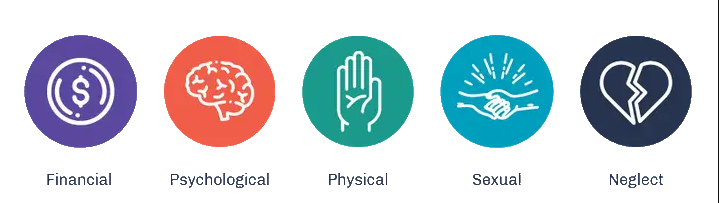 $
Financial
Psychological
Physical
Sexual
Neglect